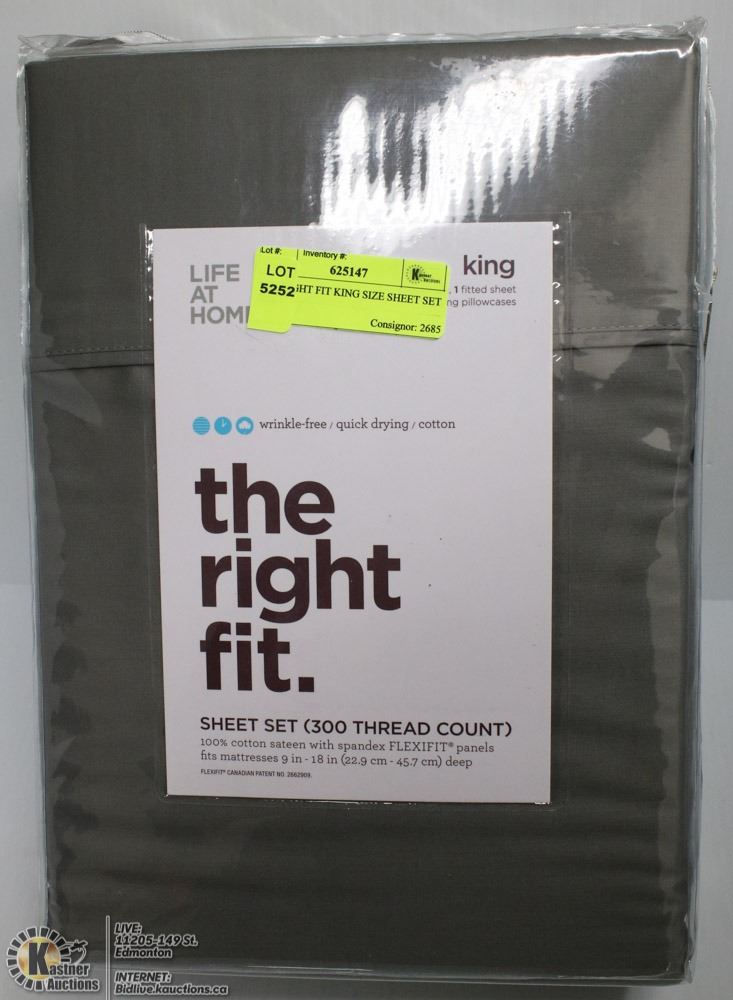 Lot #: Inventory #:
LOT 625147
5252 GHT FIT KING SIZE SHEET SET
Consignor: 2685
LIFE
AT
HOM
king
, 1 fitted sheet
ng pillowcases
wrinkle-free / quick drying / cotton
the
right
fit.
SHEET SET (300 THREAD COUNT)
100% cotton sateen with spandex FLEXIFIT® panels
fits mattresses 9 in - 18 in (22.9 cm - 45.7 cm) deep
FLEXIFIT® CANADIAN PATENT NO. 2662909.
Kastner
Auctions
LIVE:
11205-149 St.
Edmonton
INTERNET:
Bidlive.kauctions.ca